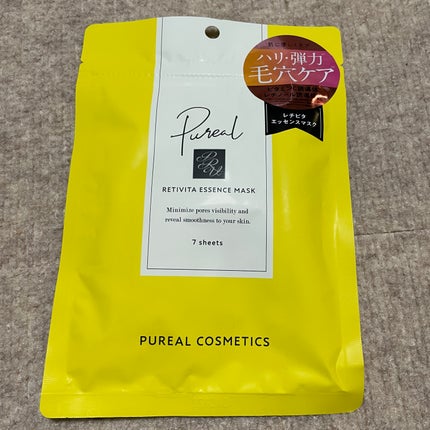 ハリ・弾力
毛穴ケア
レチビタ
エッセンスマスク
Pureal
RETIVITA ESSENCE MASK
Minimize pores visibility and
reveal smoothness to your skin.
7 sheets
PUREAL COSMETICS